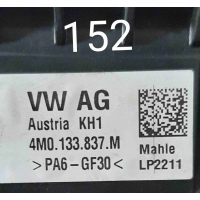 152
VW AG
Austria KH1
4M0.133.837.M
>PA6-GF30<
Mahle
LP2211